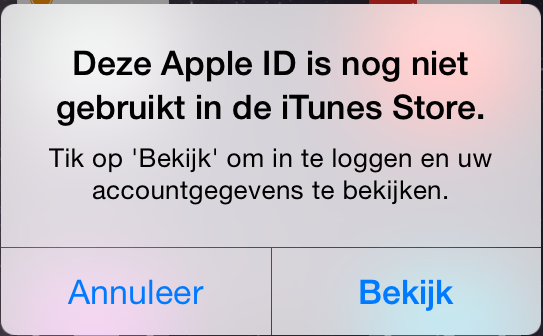 Deze Apple ID is nog niet
gebruikt in de iTunes Store.
Tik op 'Bekijk' om in te loggen en uw
accountgegevens te bekijken.
Annuleer
Bekijk